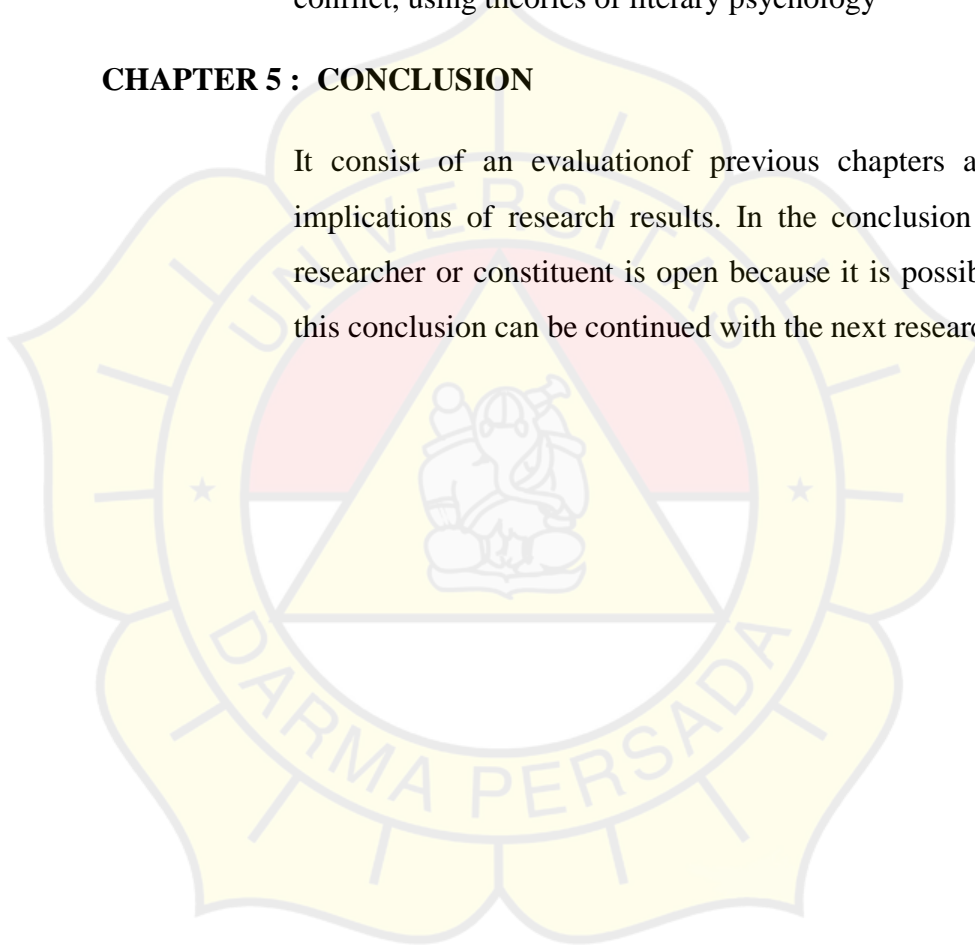 conflict, using theories of literary psychology
CHAPTER 5 : CONCLUSION
It consist of an evaluationof previous chapters
implications of research results. In the conclusion
researcher or constituent is open because it is
this conclusion can be continued with the next
UNIVERSITAS
DARMA PERSADA